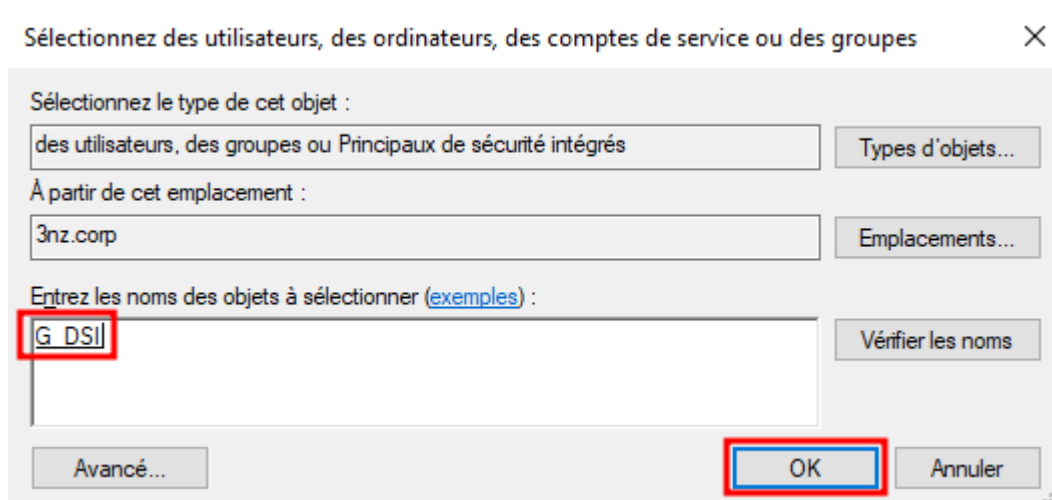 Sélectionnez des utilisateurs, des ordinateurs, des comptes de service ou des groupes
Sélectionnez le type de cet objet :
des utilisateurs, des groupes ou Principaux de sécurité intégrés
Types d'objets...
À partir de cet emplacement :
3nz.corp
Emplacements...
Entrez les noms des objets à sélectionner (exemples) :
G_DSI
Vérifier les noms
Avancé...
OK
Annuler